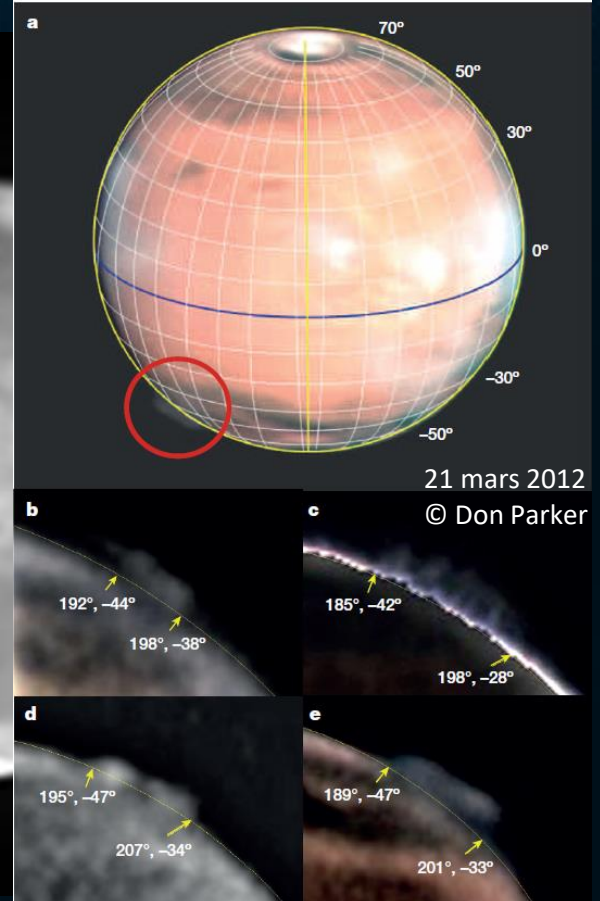 a
70°
50°
30°
0°
–30°
–50°
21 mars 2012
© Don Parker
b
192°, –44°
198°, –38°
c
185°, –42°
198°, –28°
d
195°, –47°
207°, –34°
e
189°, –47°
201°, –33°